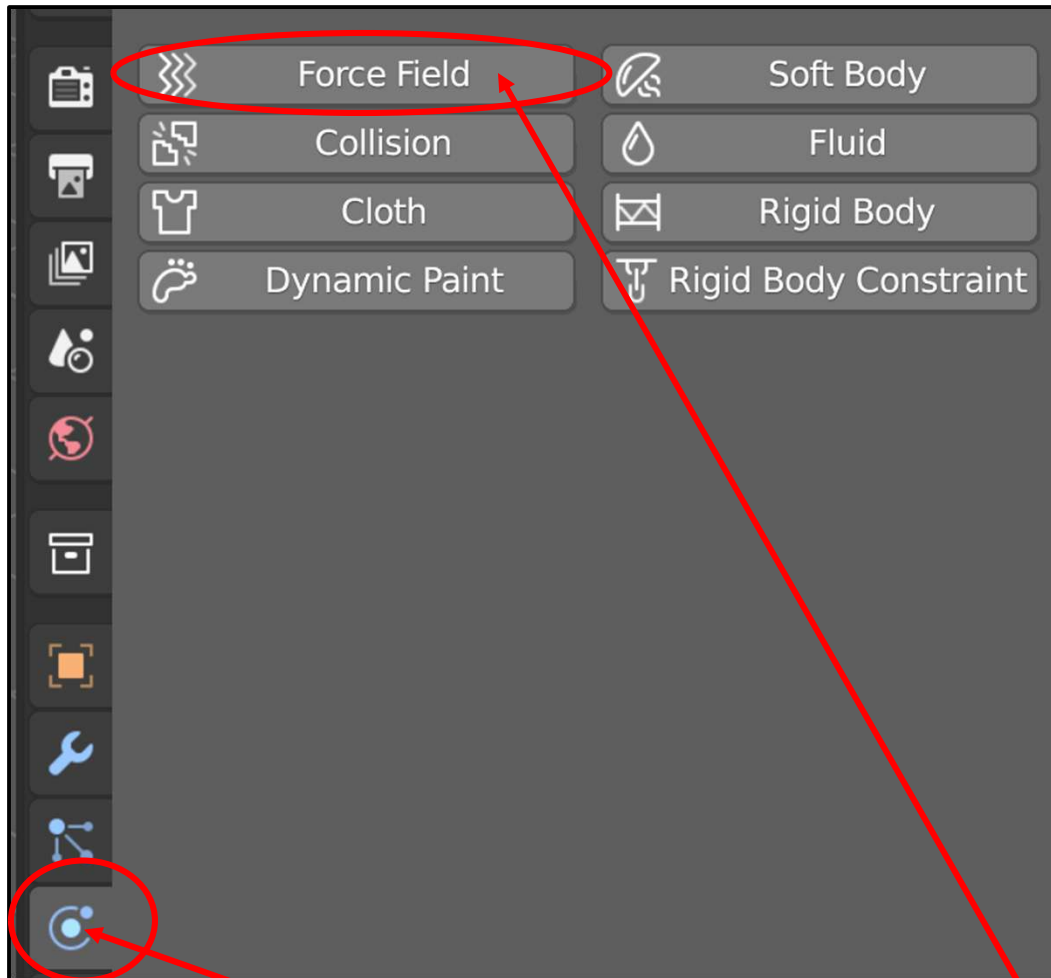 Force Field
Soft Body
Collision
Fluid
Cloth
Rigid Body
Dynamic Paint
Rigid Body Constraint